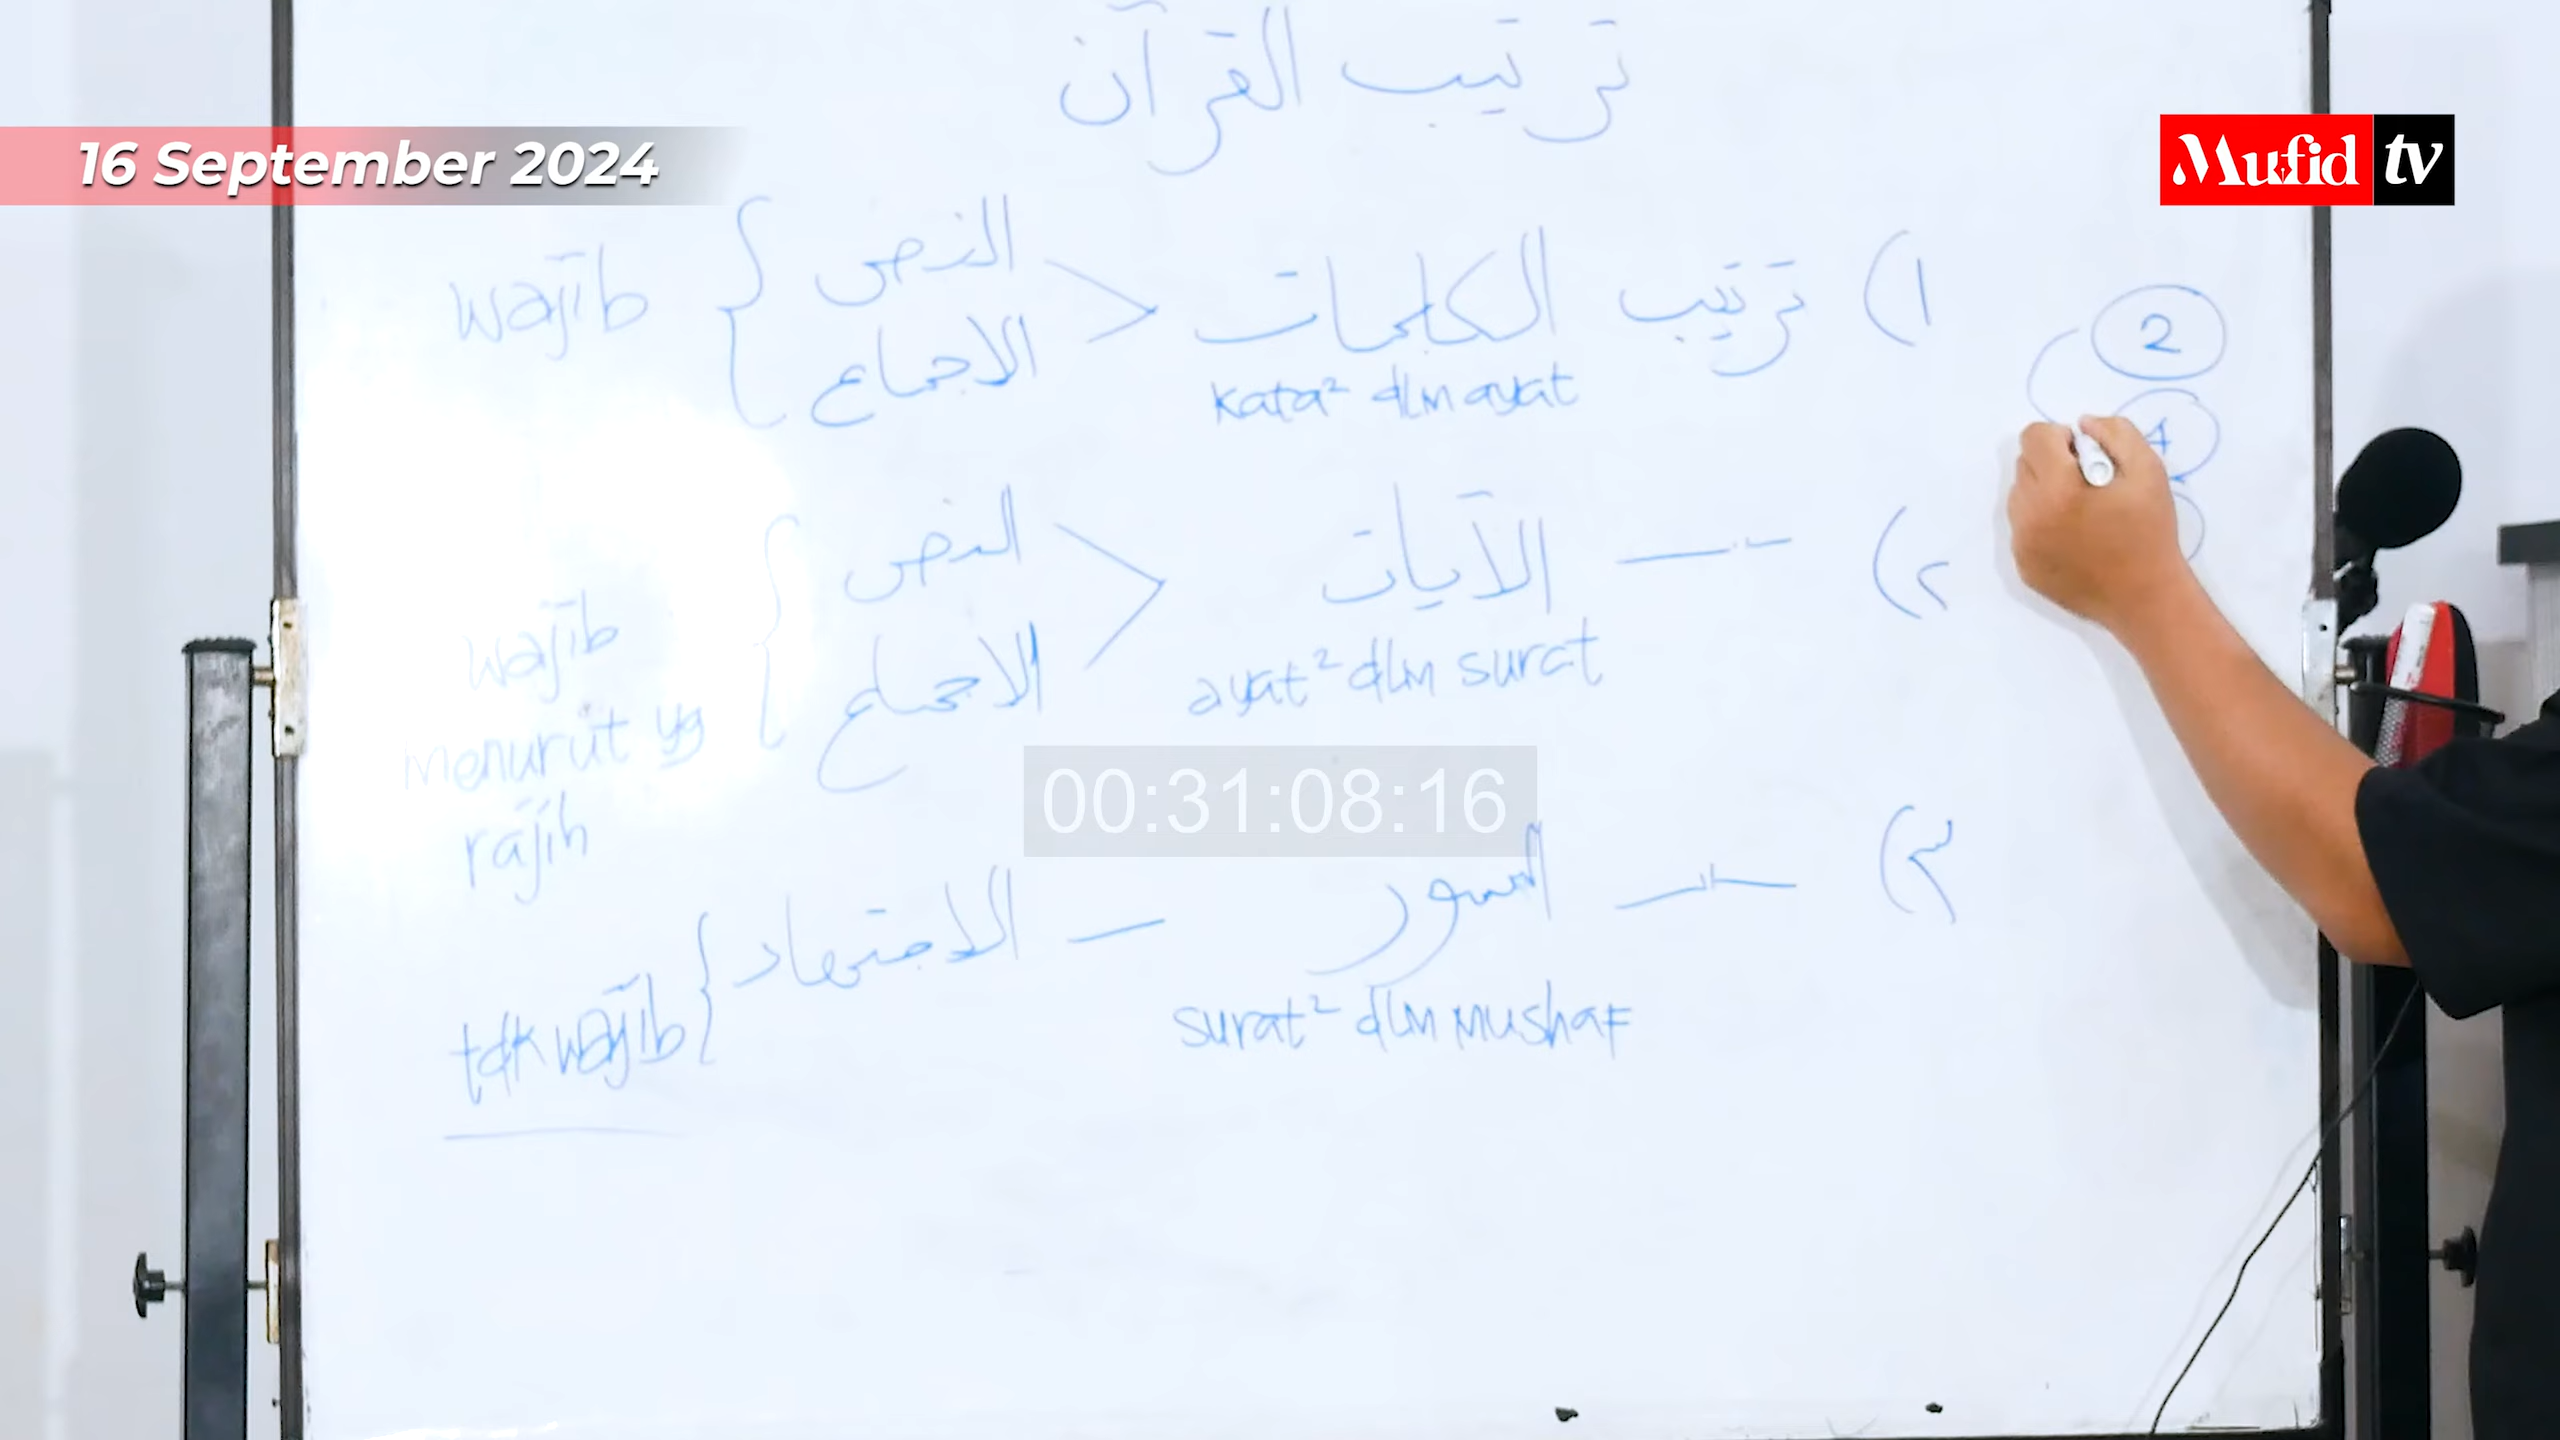 ترتيب القرآن
16 September 2024
Mufid tv
١) ترتيب الكلمات
kata² dlm ayat
النص
الاجماع
wajib
2
4
٢) الآيات
ayat² dlm surat
النص
الاجماع
wajib
menurut yg
rajih
00:31:08:16
٣) السور
surat² dlm mushaf
الاجتهاد
tdk wajib